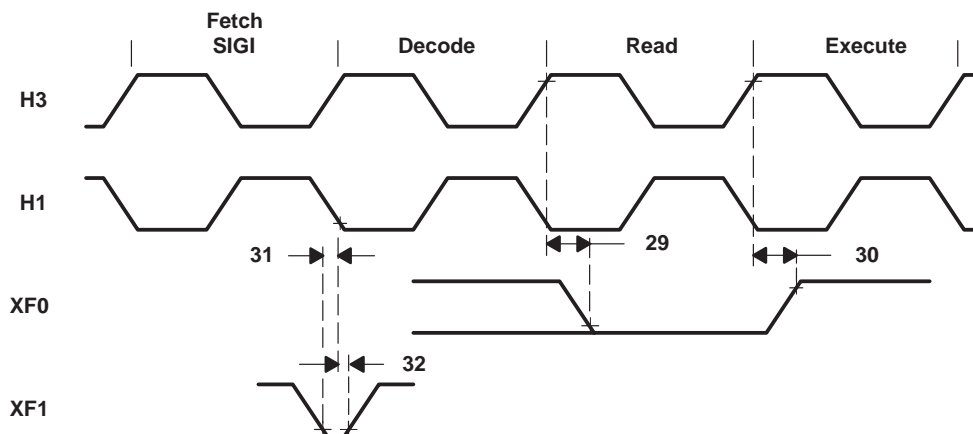 Fetch
SIGI
Decode
Read
Execute
H3
H1
31
29
30
XF0
32
XF1